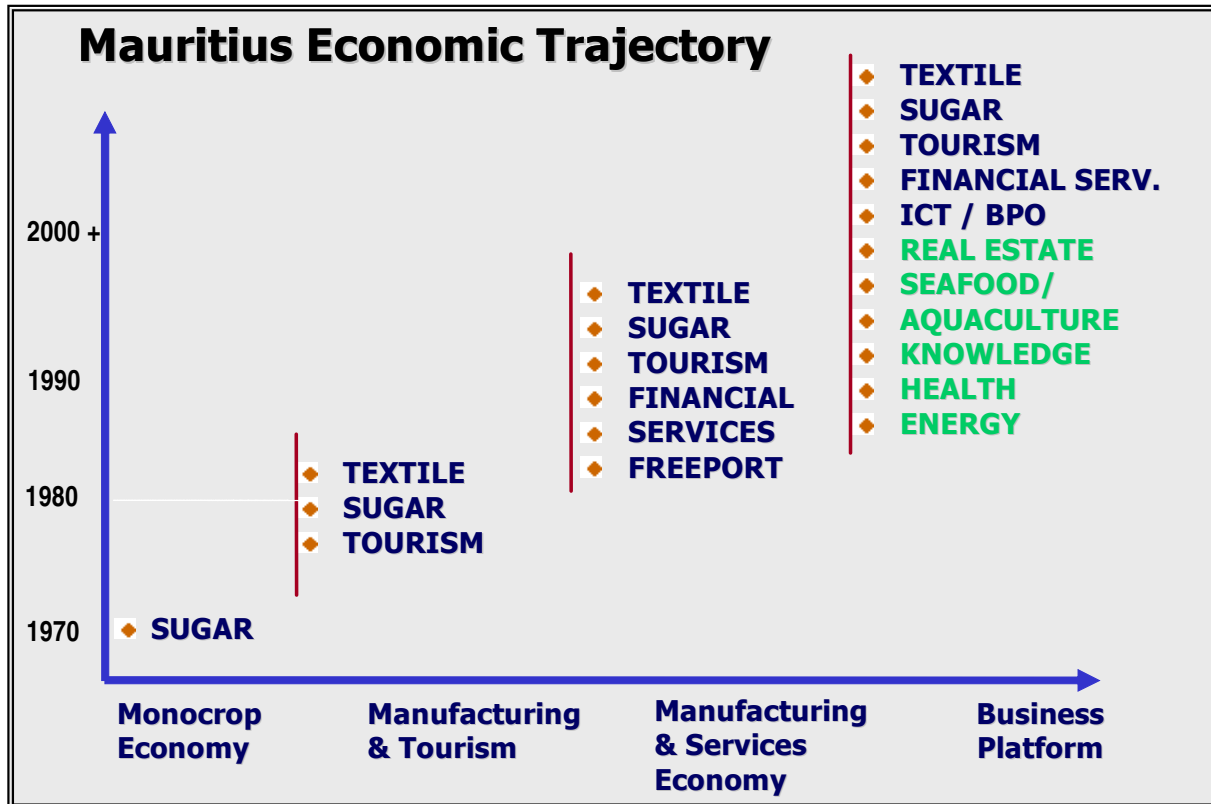 Mauritius Economic Trajectory
TEXTILE
SUGAR
TOURISM
FINANCIAL SERV.
ICT / BPO
REAL ESTATE
SEAFOOD/
AQUACULTURE
KNOWLEDGE
HEALTH
ENERGY
2000 +
TEXTILE
SUGAR
TOURISM
FINANCIAL
SERVICES
FREEPORT
1990
TEXTILE
SUGAR
TOURISM
1980
1970
SUGAR
Monocrop
Economy
Manufacturing
& Tourism
Manufacturing
& Services
Economy
Business
Platform